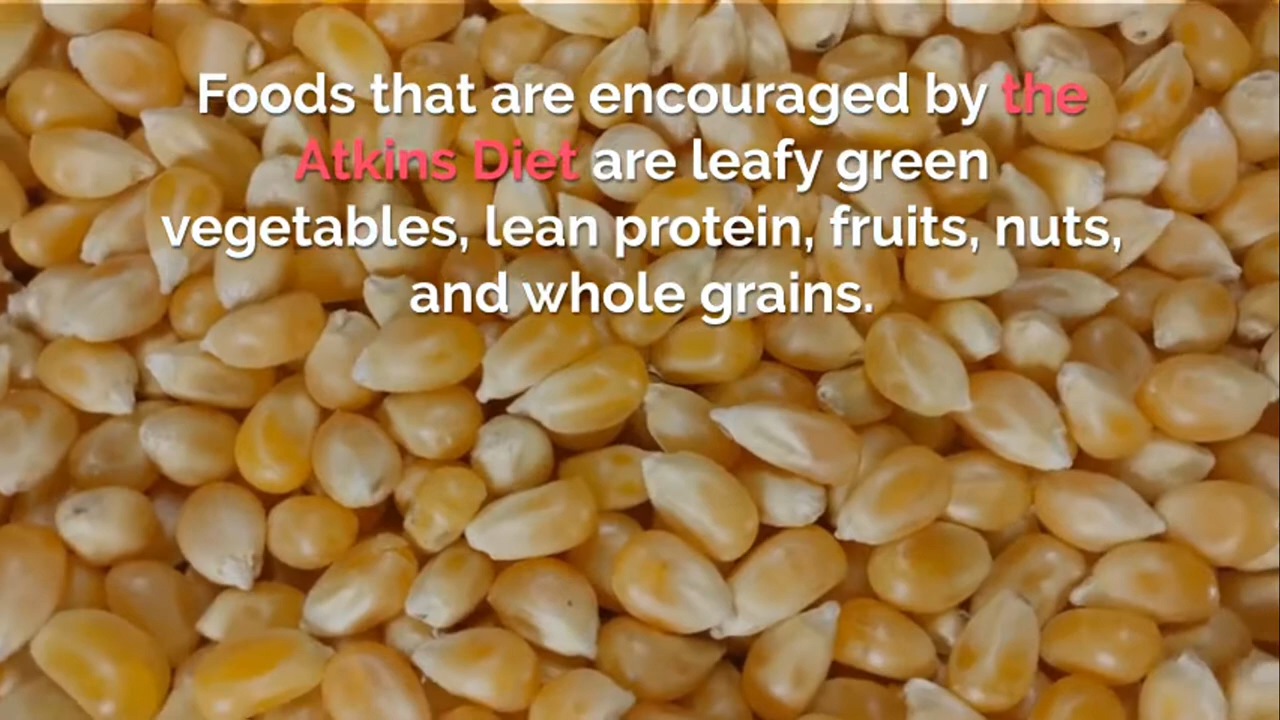 Foods that are encouraged by the
Atkins Diet are leafy green
vegetables, lean protein, fruits, nuts,
and whole grains.